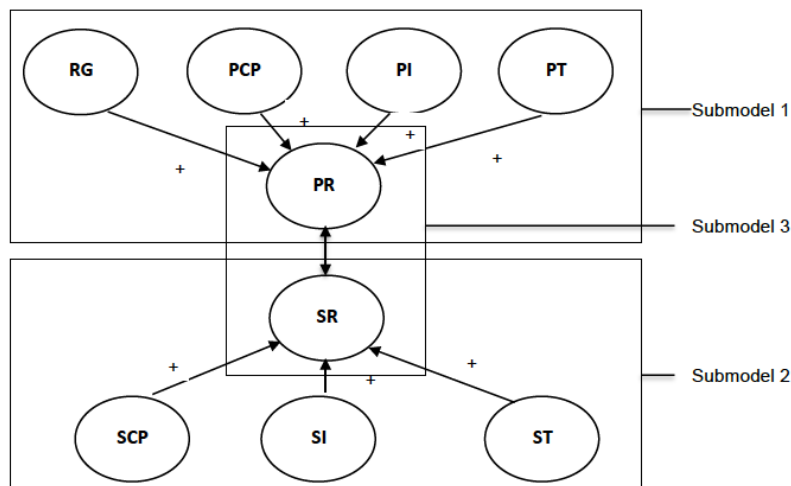 RG PCP PI PT
Submodel 1
+ +
+ +
PR
Submodel 3
SR
+ + +
Submodel 2
SCP SI ST